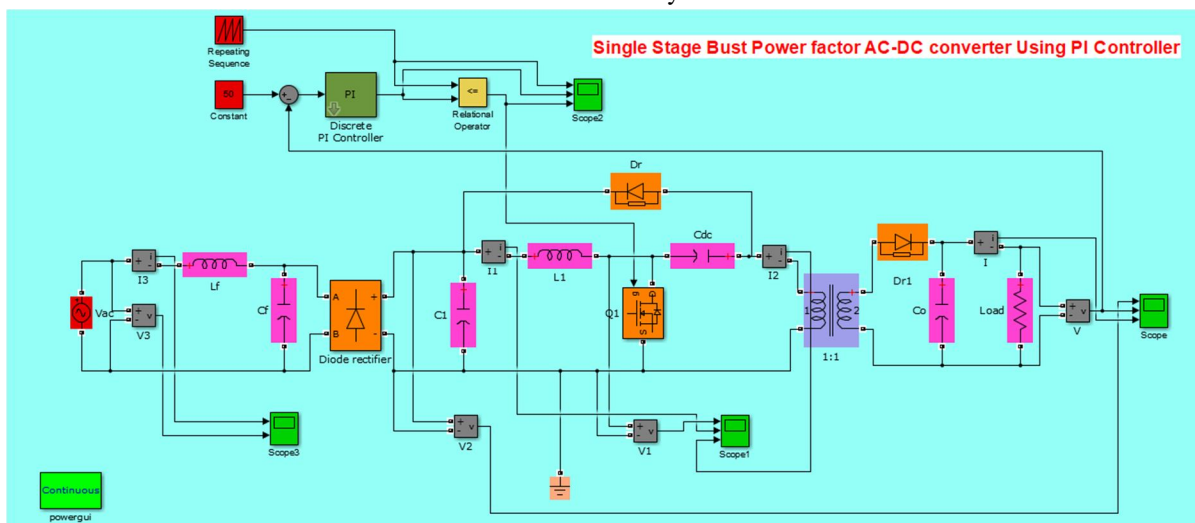 Repeating
Sequence
Single Stage Bust Power factor AC-DC converter Using PI Controller
50
Constant
PI
Discrete
PI Controller
<=
Relational
Operator
Scope2
Dr
Vac
I3
V3
Lf
Cf
A
B
+
-
Diode rectifier
C1
I1
L1
Q1
g
D
S
Cdc
I2
1
2
1:1
Dr1
Co
I
Load
V
Scope
Scope3
V2
V1
Scope1
Continuous
powergui